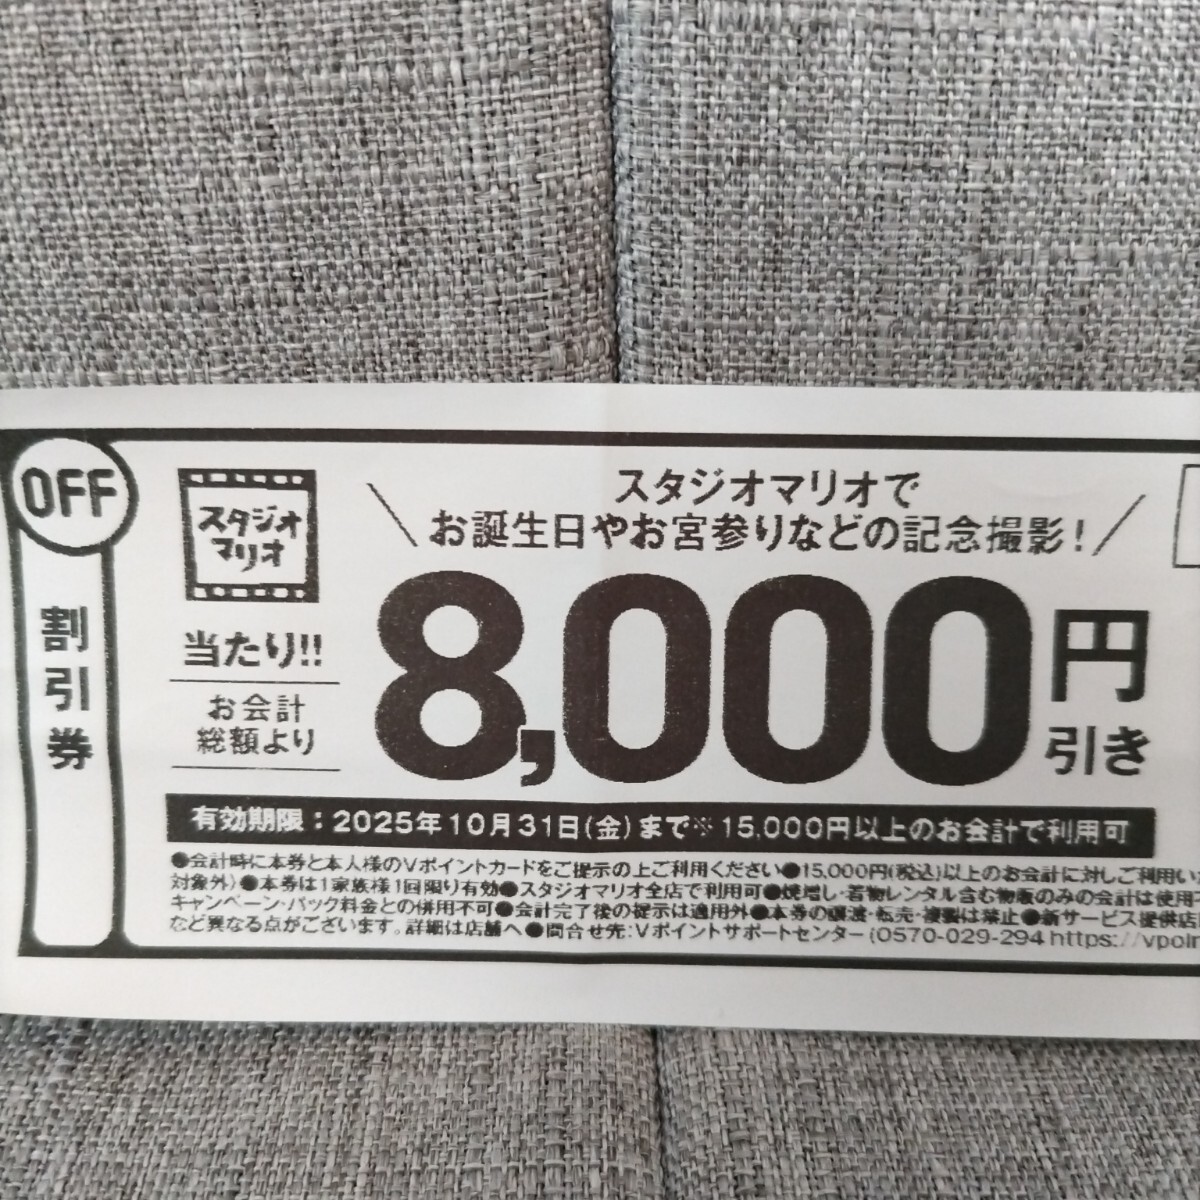 OFF
割引券
スタジオ
マリオ
当たり!!
お会計
総額より
スタジオマリオで
お誕生日やお宮参りなどの記念撮影!
8,000円
引き
有効期限:2025年10月31日(金)まで※15,000円以上のお会計で利用可
●会計時に本券と本人様のVポイントカードをご提示の上ご利用ください●15,000円(税込)以上のお会計に対しご利用い
対象外)●本券は1家族様1回限り有効●スタジオマリオ全店で利用可●焼増し・着物レンタル含む物販のみの会計は使用
キャンペーン・パック料金との併用不可●会計完了後の提示は適用外●本券の譲渡・転売・複製は禁止●新サービス提供店
など異なる点がございます。詳細は店舗へ●問合せ先:Vポイントサポートセンター(0570-029-294 https://vpoin